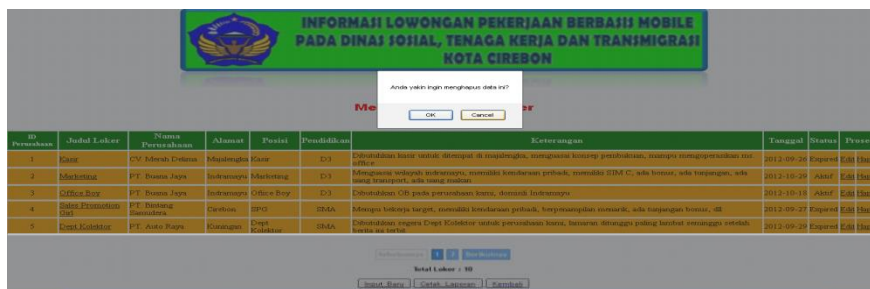 INFORMASI LOWONGAN PEKERJAAN BERBASIS MOBILE
PADA DINAS SOSIAL, TENAGA KERJA DAN TRANSMIGRASI
KOTA CIREBON
Anda yakin ingin menghapus data ini?
OK Cancel
Me er
ID Perusahaan Judul Loker Nama Perusahaan Alamat Posisi Pendidikan Keterangan Tanggal Status Prose
1 Kasir CV. Merah Delima Majalengka Kasir D3 Dibutuhkan kasir untuk ditempat di majalengka, menguasai konsep pembukuan, mampu mengoperasikan ms. office 2012-09-26 Expired Edit Hap
2 Marketing PT. Buana Jaya Indramayu Marketing D3 Menguasai wilayah indramayu, memiliki kendaraan pribadi, memiliki SIM C, ada bonus, ada tunjangan, ada uang transport, ada uang makan 2012-10-29 Aktif Edit Hap
3 Office Boy PT. Buana Jaya Indramayu Office Boy D3 Dibutuhkan OB pada perusahaan kami, domisili Indramayu 2012-10-18 Aktif Edit Hap
4 Sales Promotion Girl PT. Bintang Samudera Cirebon SPG SMA Mampu bekerja target, memiliki kendaraan pribadi, berpenampilan menarik, ada tunjangan bonus, dll 2012-09-27 Expired Edit Hap
5 Dept Kolektor PT. Auto Raya Kuningan Dept Kolektor SMA Dibutuhkan segera Dept Kolektor untuk perusahaan kami, lamaran ditunggu paling lambat seminggu setelah berita ini terbit 2012-09-29 Expired Edit Hap
Sebelumnya 1 2 Berikutnya
Total Loker : 10
Input Baru Cetak Laporan Kembali